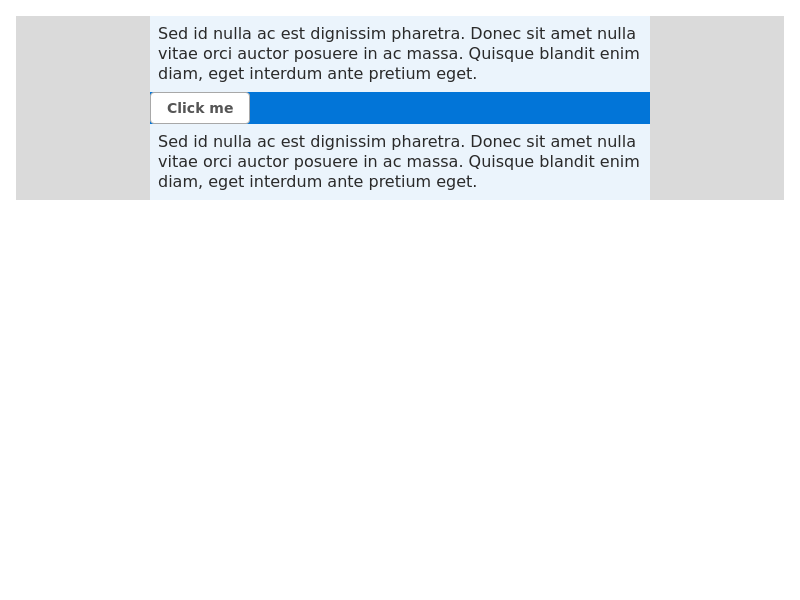 Sed id nulla ac est dignissim pharetra. Donec sit amet nulla
vitae orci auctor posuere in ac massa. Quisque blandit enim
diam, eget interdum ante pretium eget.
Click me
Sed id nulla ac est dignissim pharetra. Donec sit amet nulla
vitae orci auctor posuere in ac massa. Quisque blandit enim
diam, eget interdum ante pretium eget.